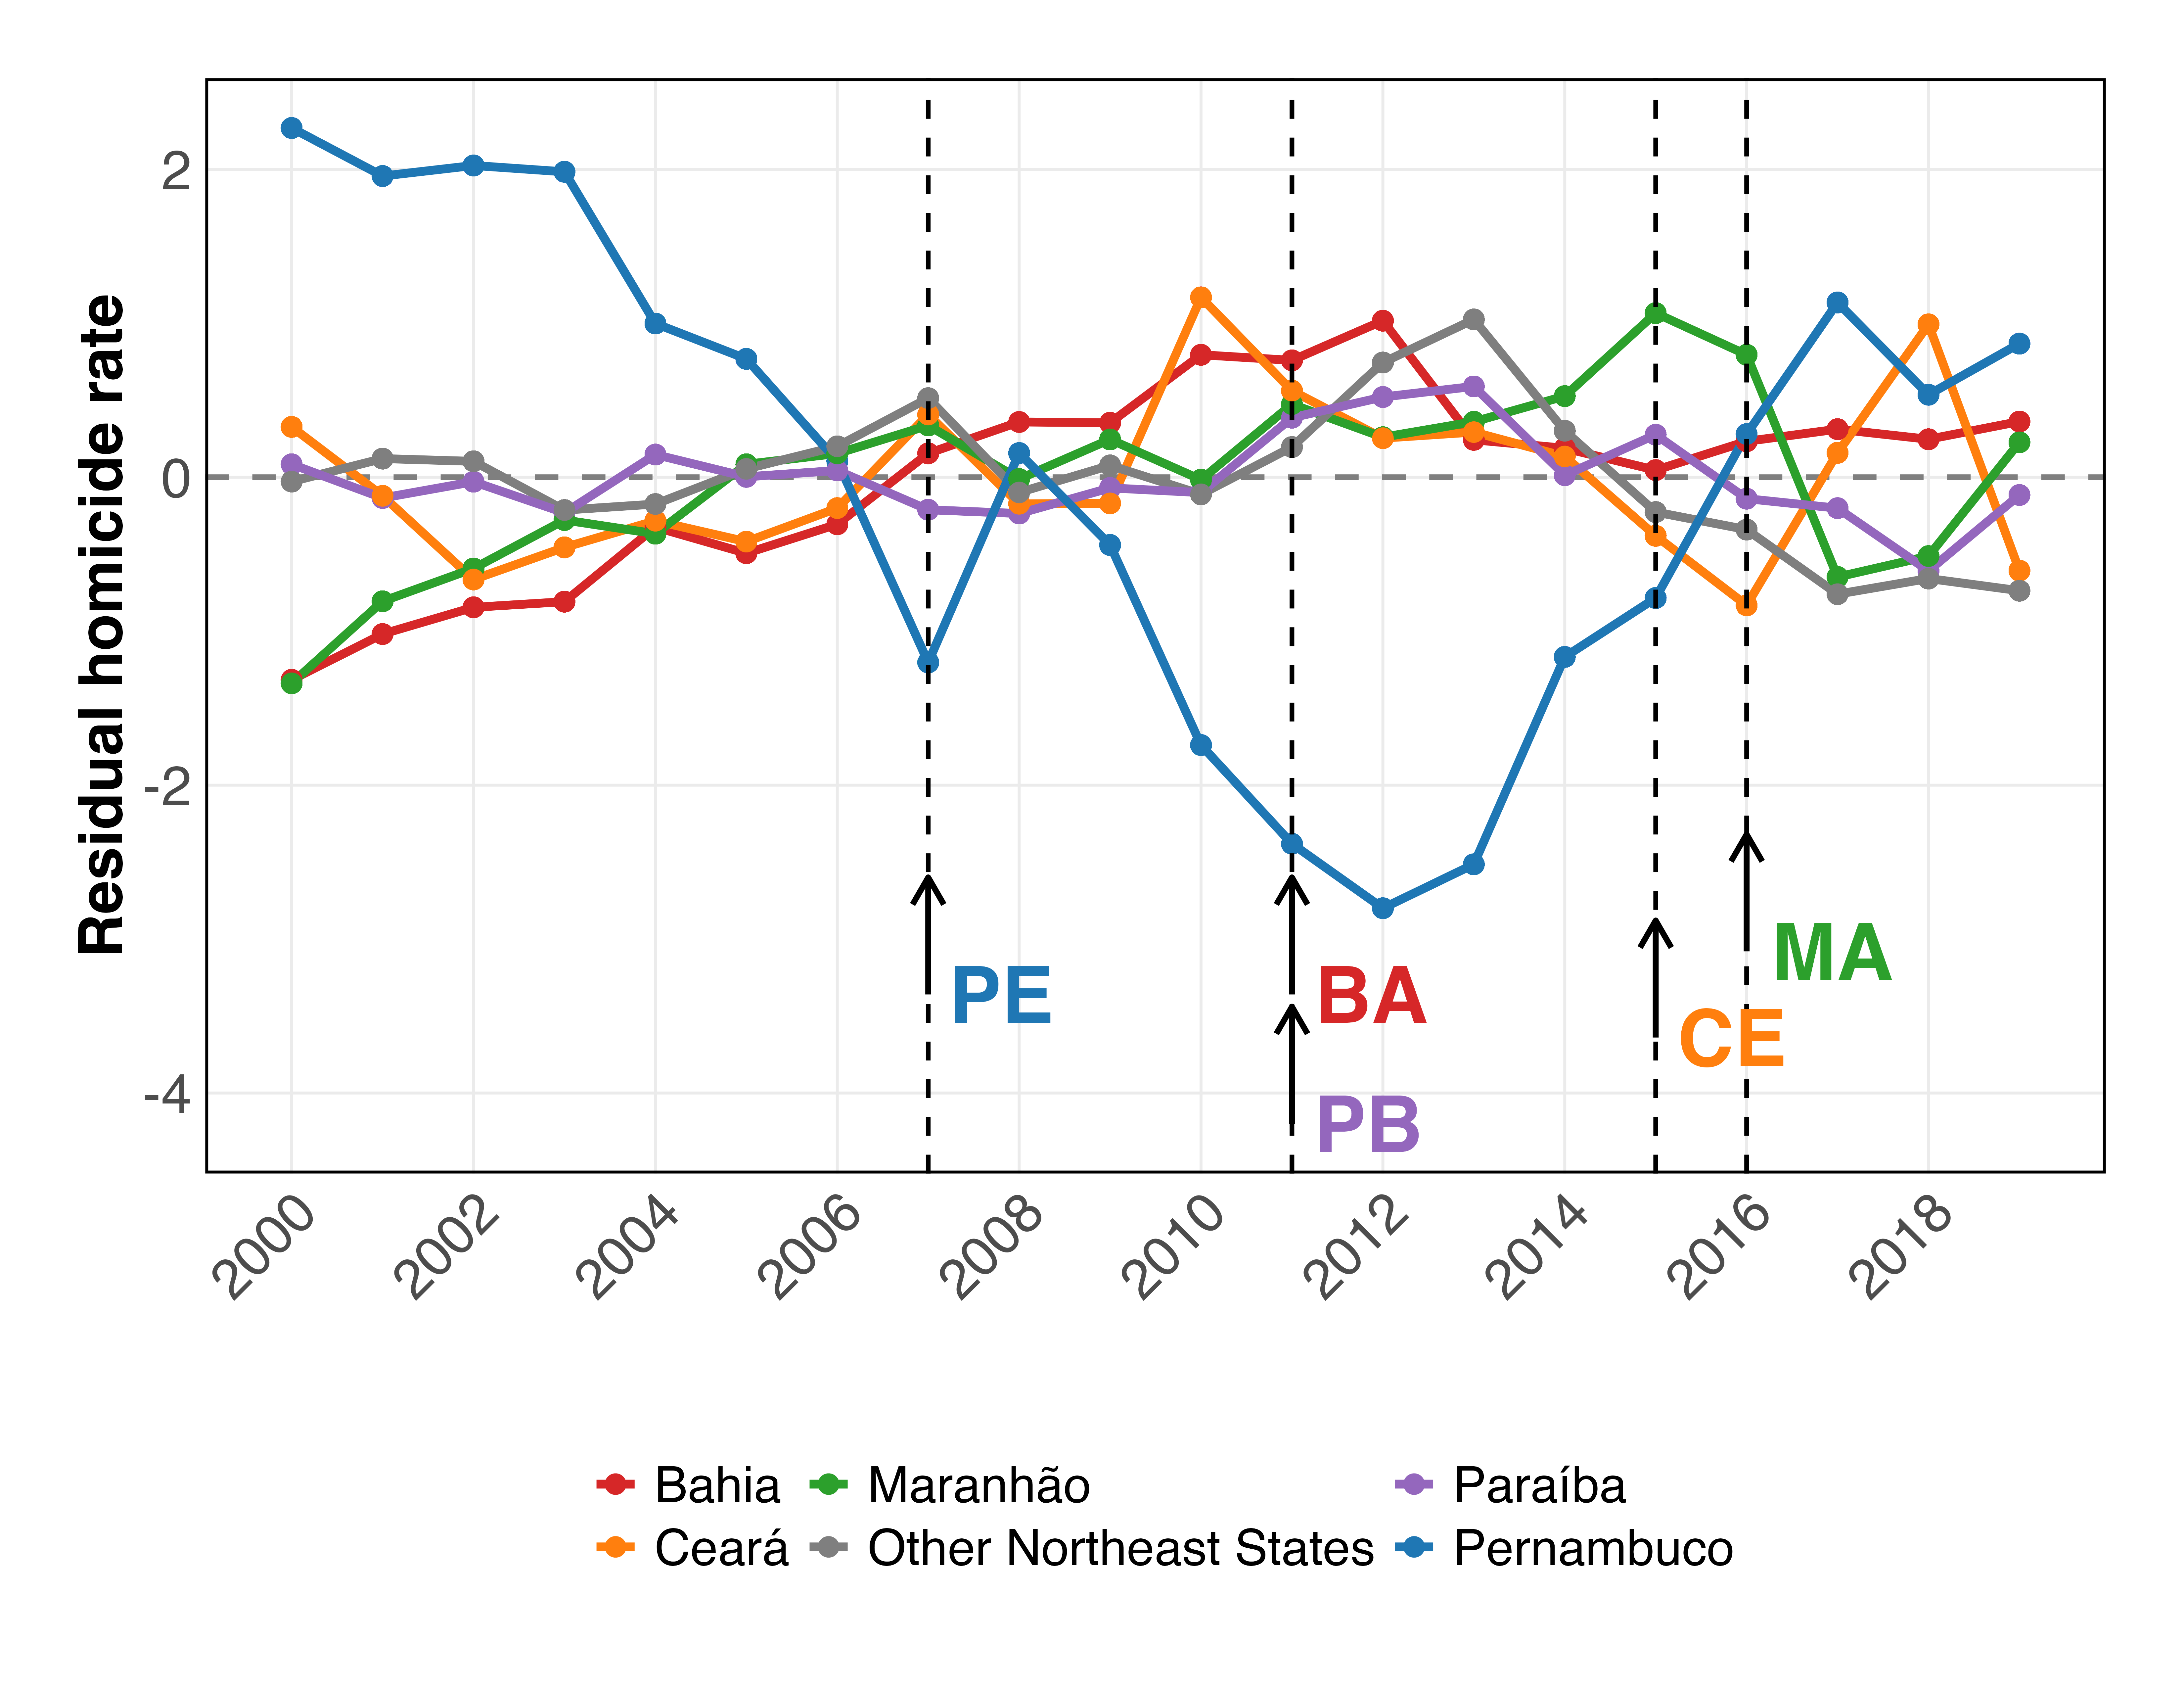 Residual homicide rate
2
0
-2
-4
PE
BA
PB
CE
MA
2000
2002
2004
2006
2008
2010
2012
2014
2016
2018
Bahia
Maranhão
Paraíba
Ceará
Other Northeast States
Pernambuco